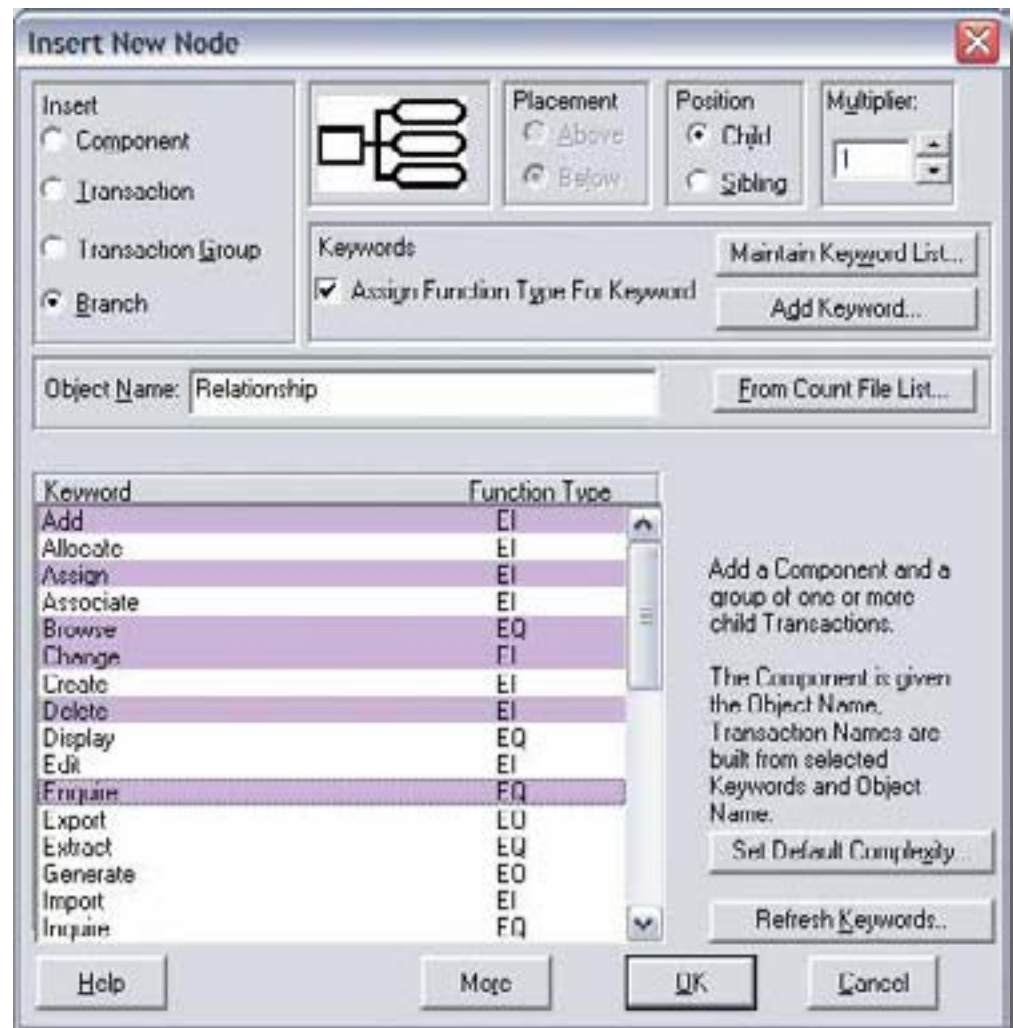 Insert New Node
Insert
Component
Transaction
Transaction Group
Branch
Placement
Above
Below
Position
Child
Sibling
Multiplier:
1
Keywords
Assign Function Type For Keyword
Maintain Keyword List...
Add Keyword...
Object Name: Relationship
From Count File List...
Keyword Function Type
Add EI
Allocate EI
Assign EI
Associate EI
Browse EQ
Change EI
Create EI
Delete EI
Display EQ
Edit EI
Enquire EQ
Export EO
Extract EQ
Generate EO
Import EI
Inquire EQ
Add a Component and a
group of one or more
child Transactions.
The Component is given
the Object Name,
Transaction Names are
built from selected
Keywords and Object
Name.
Set Default Complexity...
Refresh Keywords..
Help
More
OK
Cancel